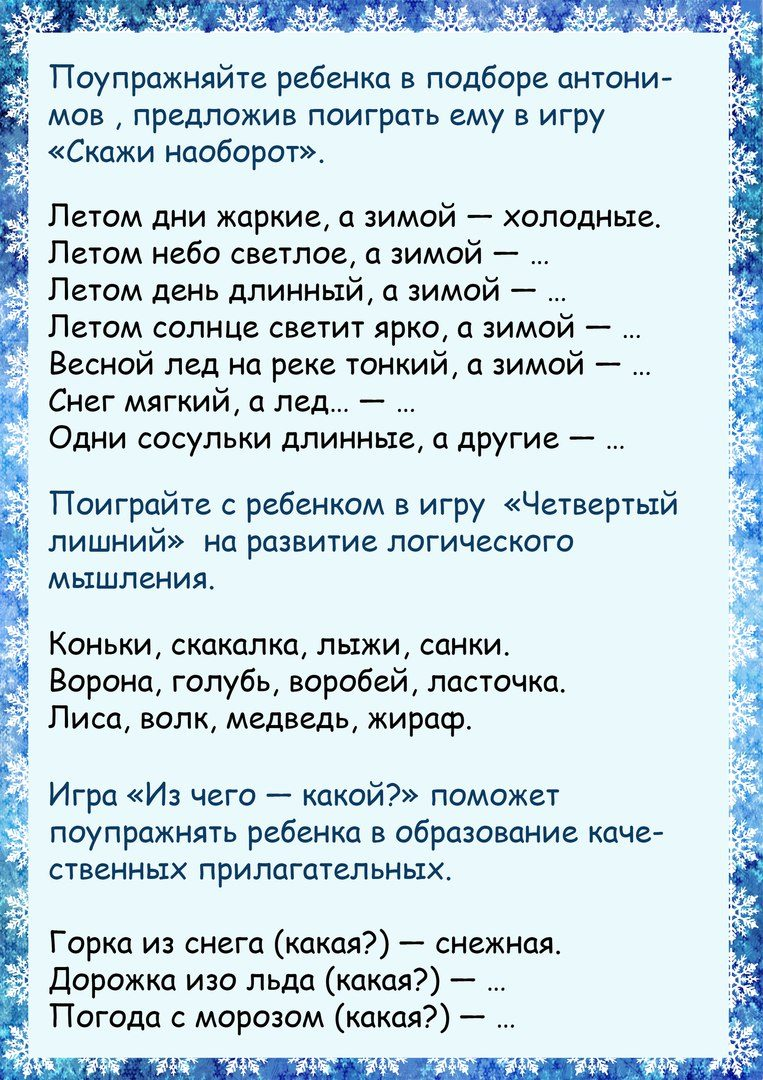 Поупражняйте ребенка в подборе антони-
мов , предложив поиграть ему в игру
«Скажи наоборот».
Летом дни жаркие, а зимой — холодные.
Летом небо светлое, а зимой — ...
Летом день длинный, а зимой — ...
Летом солнце светит ярко, а зимой — ...
Весной лед на реке тонкий, а зимой — ...
Снег мягкий, а лед... — ...
Одни сосульки длинные, а другие — ...
Поиграйте с ребенком в игру «Четвертый
лишний» на развитие логического
мышления.
Коньки, скакалка, лыжи, санки.
Ворона, голубь, воробей, ласточка.
Лиса, волк, медведь, жираф.
Игра «Из чего — какой?» поможет
поупражнять ребенка в образование каче-
ственных прилагательных.
Горка из снега (какая?) — снежная.
Дорожка изо льда (какая?) — ...
Погода с морозом (какая?) — ...